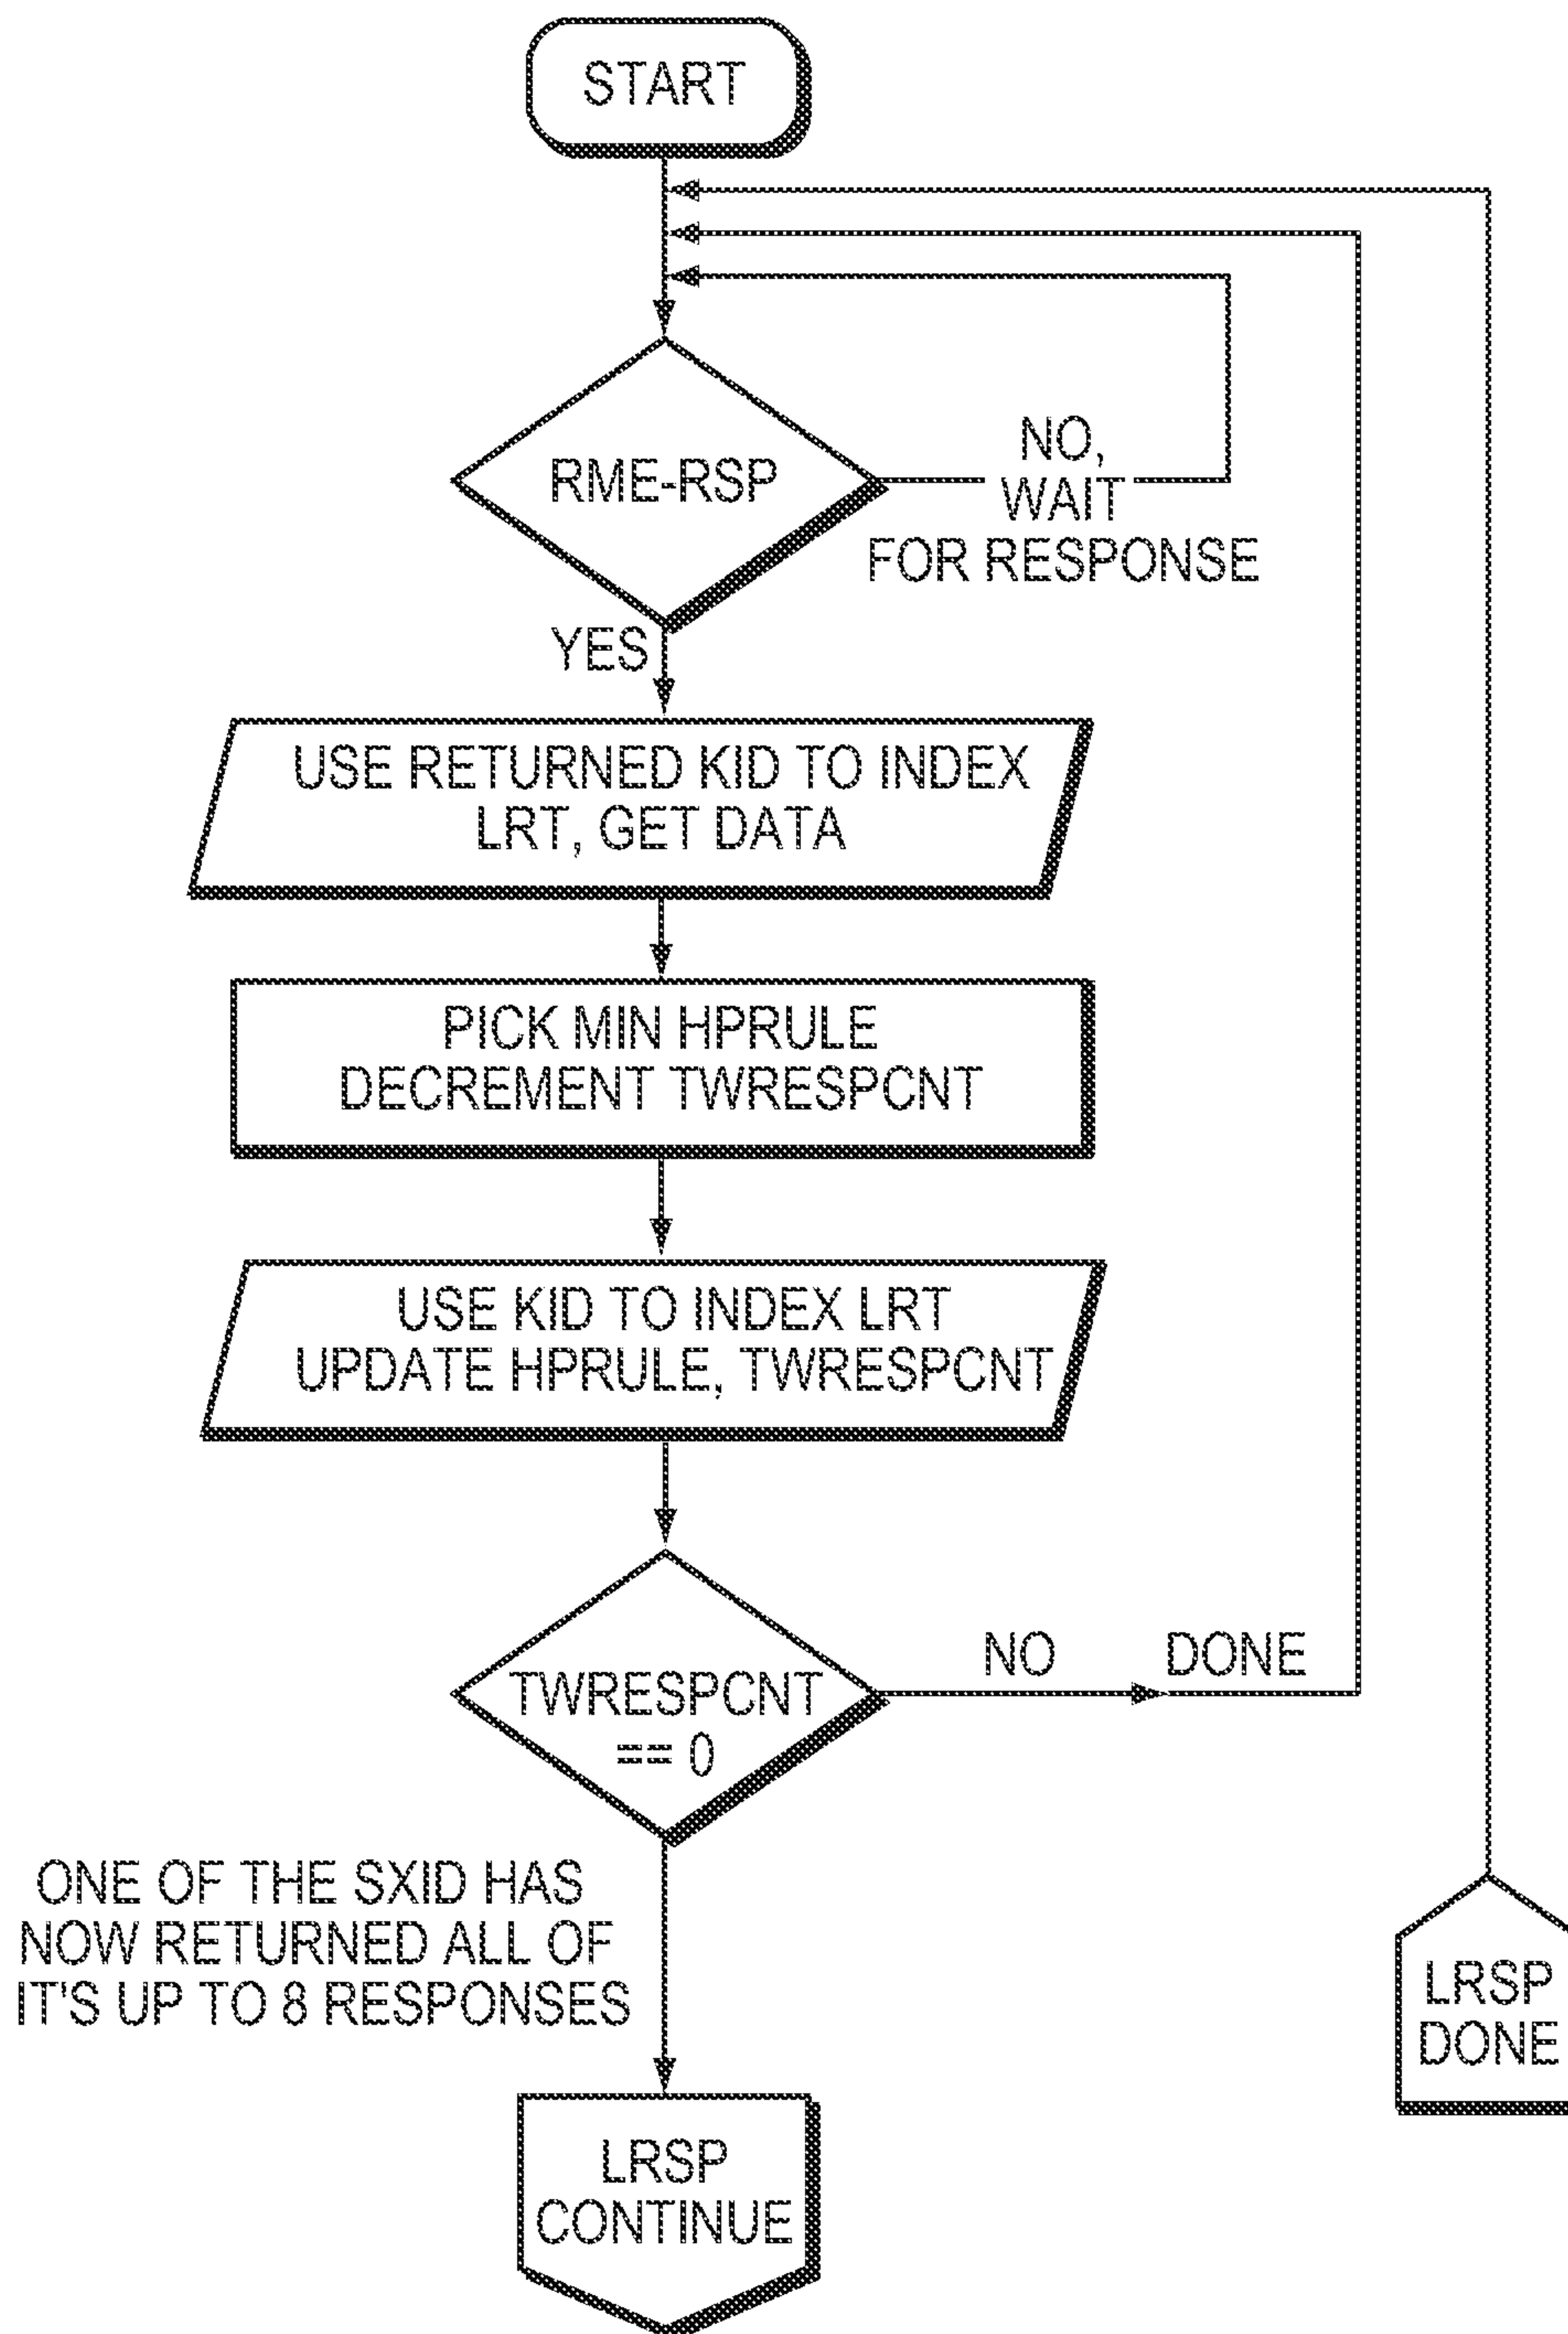 START
RME-RSP
NO,
WAIT
FOR RESPONSE
YES
USE RETURNED KID TO INDEX
LRT, GET DATA
PICK MIN HPRULE
DECREMENT TWRESPCNT
USE KID TO INDEX LRT
UPDATE HPRULE, TWRESPCNT
TWRESPCNT
== 0
NO
DONE
ONE OF THE SXID HAS
NOW RETURNED ALL OF
IT'S UP TO 8 RESPONSES
LRSP
DONE
LRSP
CONTINUE